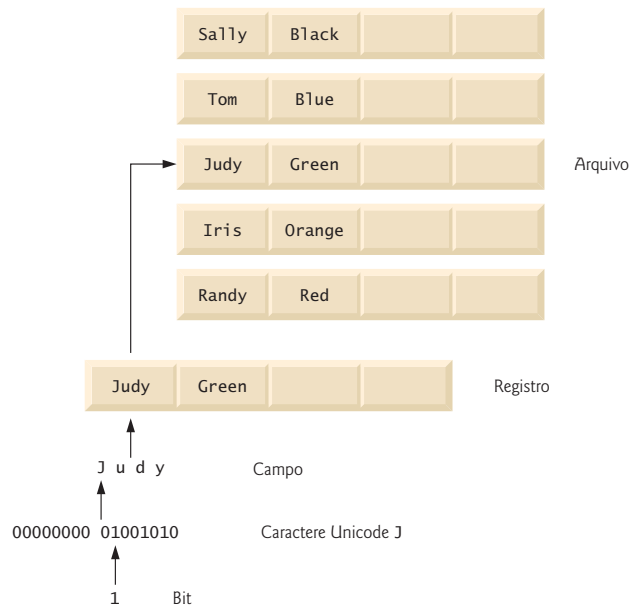 Sally Black
Tom Blue
Judy Green Arquivo
Iris Orange
Randy Red
Judy Green Registro
J u d y Campo
00000000 01001010 Caractere Unicode J
1 Bit